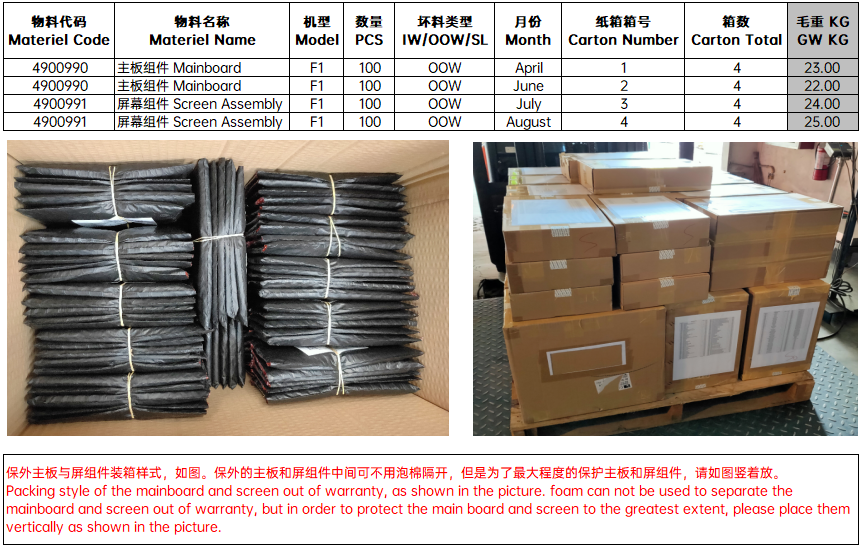 物料代码 物料名称 机型 数量 坏料类型 月份 纸箱箱号 箱数 毛重 KG
Materiel Code Materiel Name Model PCS IW/OOW/SL Month Carton Number Carton Total GW KG
4900990 主板组件 Mainboard F1 100 OOW April 1 4 23.00
4900990 主板组件 Mainboard F1 100 OOW June 2 4 22.00
4900991 屏幕组件 Screen Assembly F1 100 OOW July 3 4 24.00
4900991 屏幕组件 Screen Assembly F1 100 OOW August 4 4 25.00
保外主板与屏组件装箱样式，如图。保外的主板和屏组件中间可不用泡棉隔开，但是为了最大程度的保护主板和屏组件，请如图竖着放。
Packing style of the mainboard and screen out of warranty, as shown in the picture. foam can not be used to separate the
mainboard and screen out of warranty, but in order to protect the main board and screen to the greatest extent, please place them
vertically as shown in the picture.